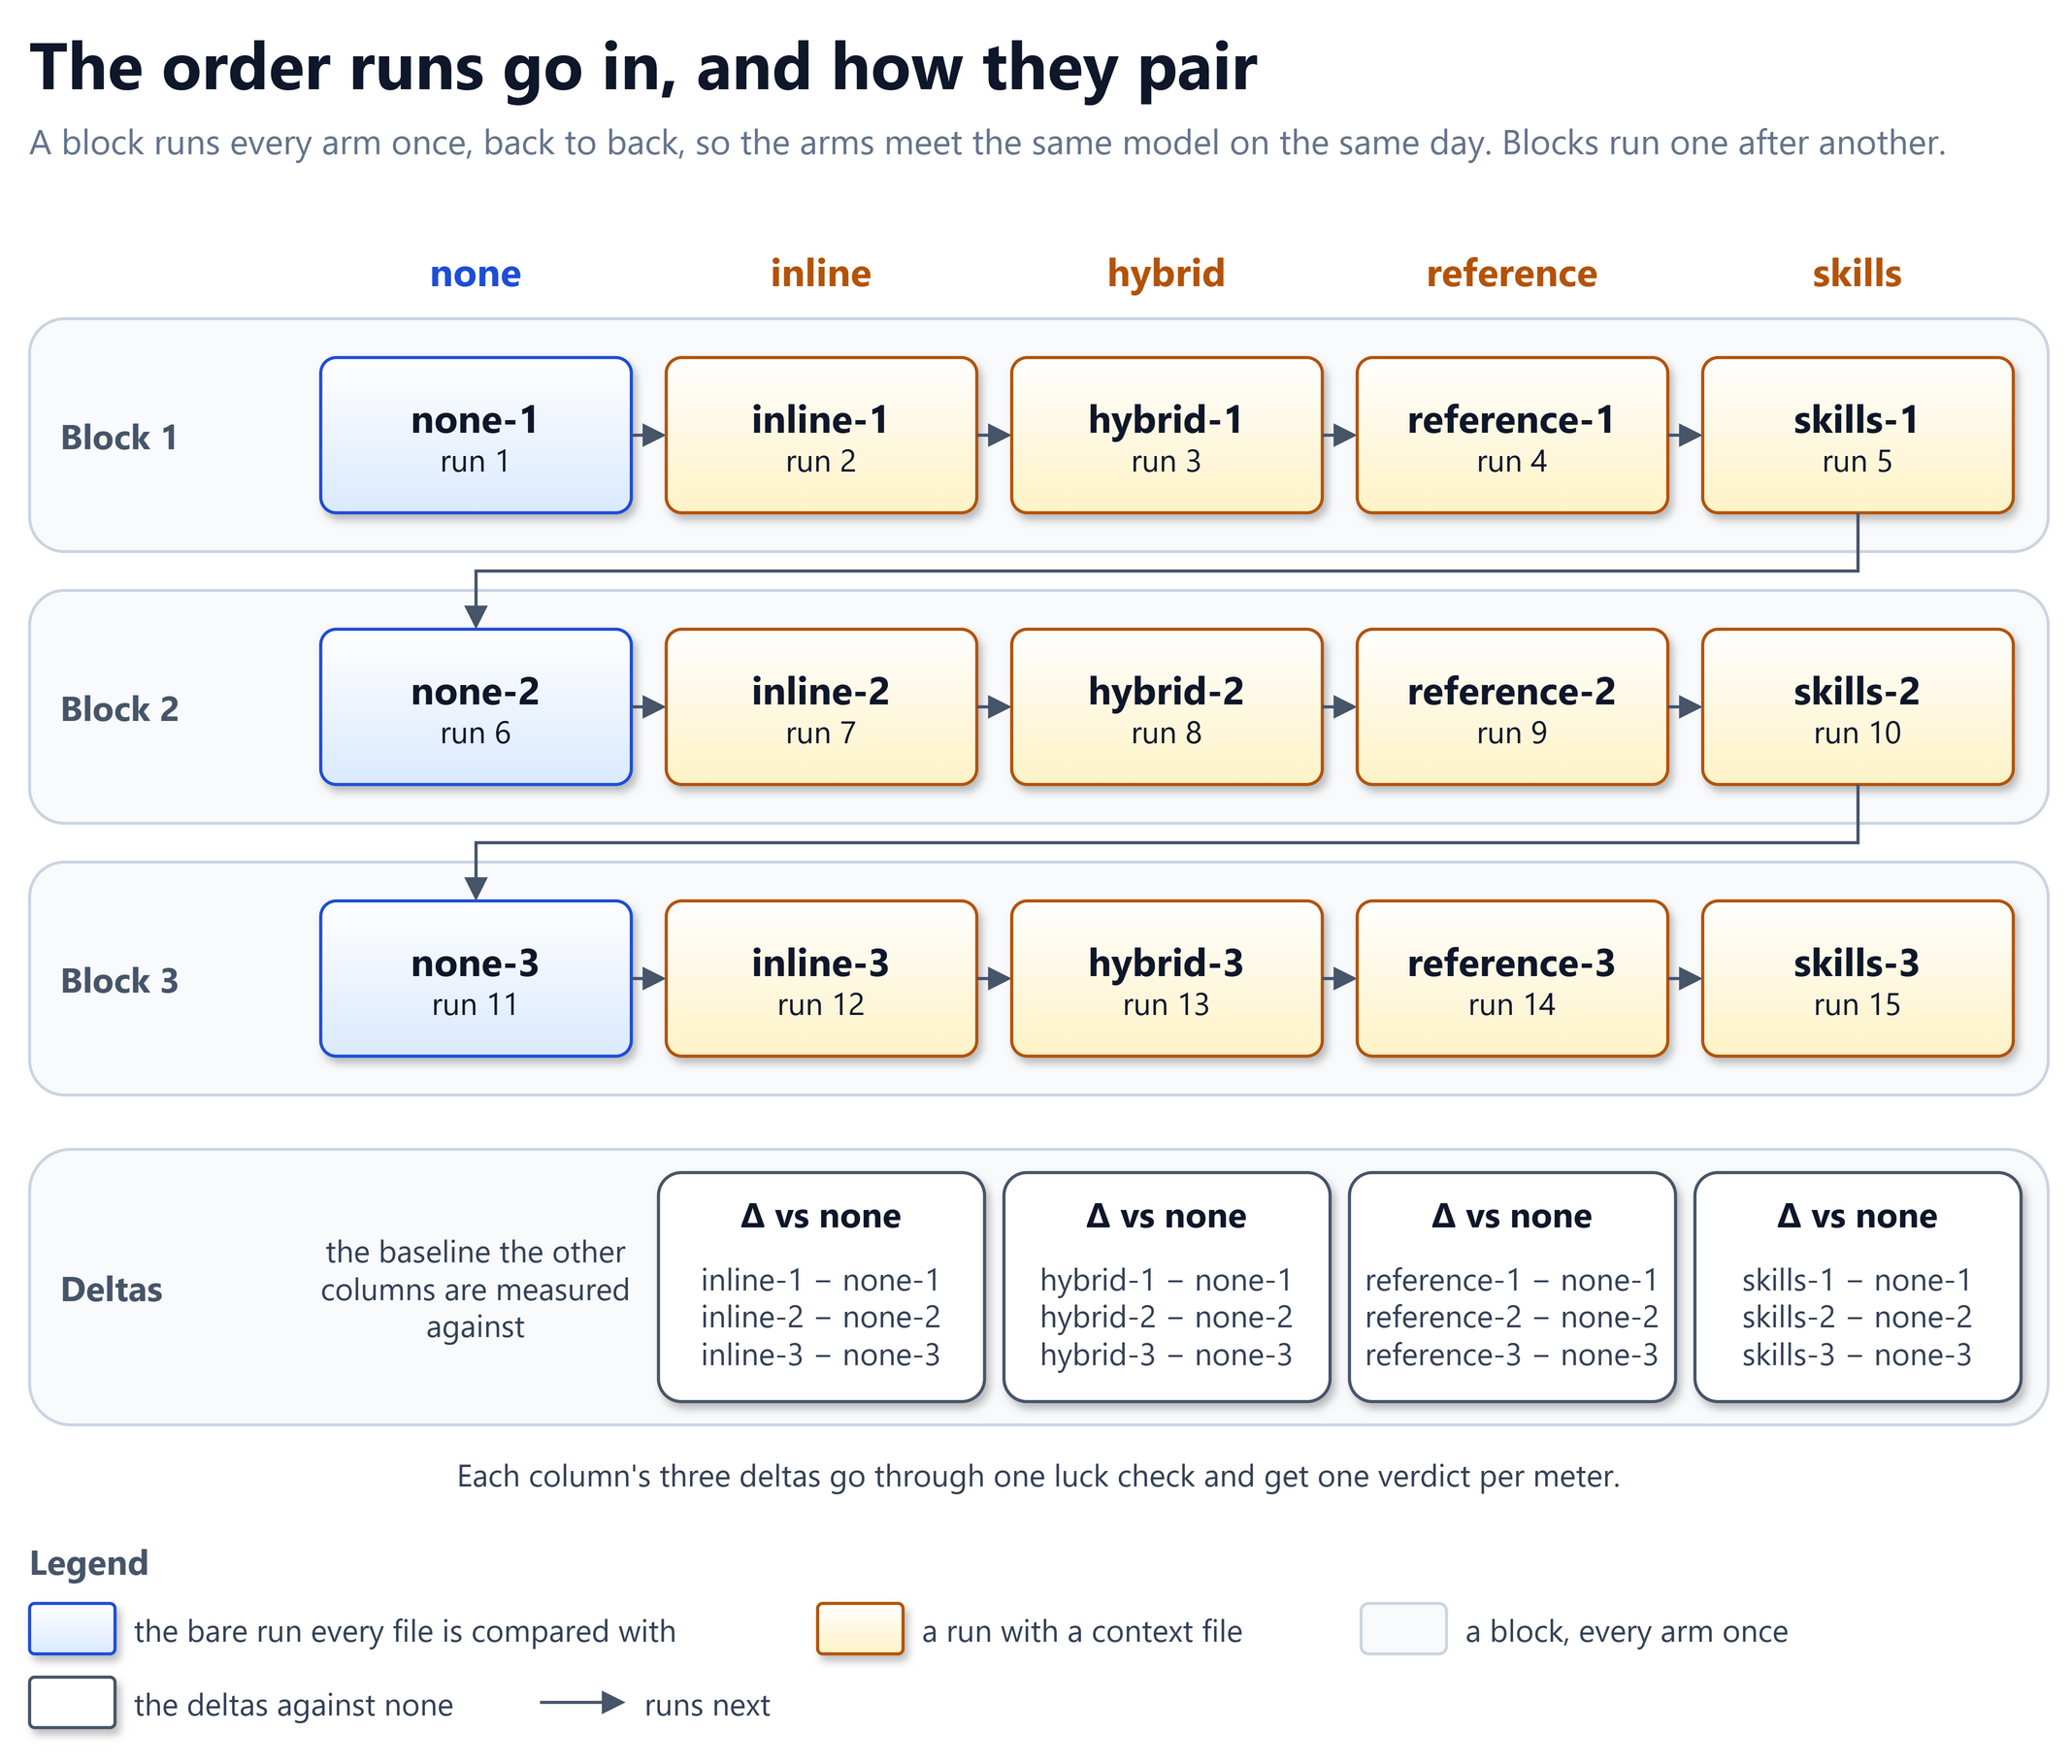 The order runs go in, and how they pair
A block runs every arm once, back to back, so the arms meet the same model on the same day. Blocks run one after another.
none inline hybrid reference skills
Block 1
none-1 inline-1 hybrid-1 reference-1 skills-1
run 1 run 2 run 3 run 4 run 5
Block 2
none-2 inline-2 hybrid-2 reference-2 skills-2
run 6 run 7 run 8 run 9 run 10
Block 3
none-3 inline-3 hybrid-3 reference-3 skills-3
run 11 run 12 run 13 run 14 run 15
Deltas
the baseline the other
columns are measured
against
Δ vs none
inline-1 − none-1
inline-2 − none-2
inline-3 − none-3
Δ vs none
hybrid-1 − none-1
hybrid-2 − none-2
hybrid-3 − none-3
Δ vs none
reference-1 − none-1
reference-2 − none-2
reference-3 − none-3
Δ vs none
skills-1 − none-1
skills-2 − none-2
skills-3 − none-3
Each column's three deltas go through one luck check and get one verdict per meter.
Legend
the bare run every file is compared with
a run with a context file
a block, every arm once
the deltas against none
runs next